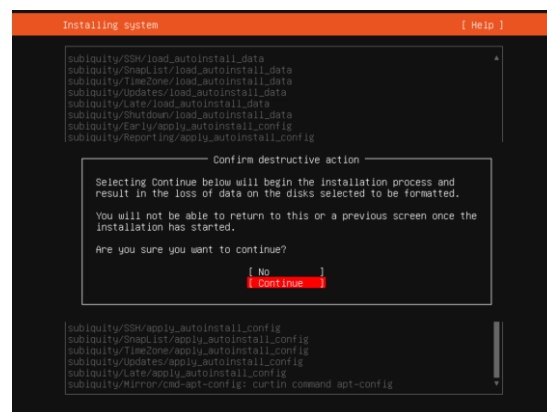 Installing system [ Help ]
subiquity/SSH/load_autoinstall_data
subiquity/SnapList/load_autoinstall_data
subiquity/TimeZone/load_autoinstall_data
subiquity/Updates/load_autoinstall_data
subiquity/Late/load_autoinstall_data
subiquity/Shutdown/load_autoinstall_data
subiquity/Early/apply_autoinstall_config
subiquity/Reporting/apply_autoinstall_config
Confirm destructive action
Selecting Continue below will begin the installation process and
result in the loss of data on the disks selected to be formatted.
You will not be able to return to this or a previous screen once the
installation has started.
Are you sure you want to continue?
[ No ]
[ Continue ]
subiquity/SSH/apply_autoinstall_config
subiquity/SnapList/apply_autoinstall_config
subiquity/TimeZone/apply_autoinstall_config
subiquity/Updates/apply_autoinstall_config
subiquity/Late/apply_autoinstall_config
subiquity/Mirror/cmd-apt-config: curtin command apt-config